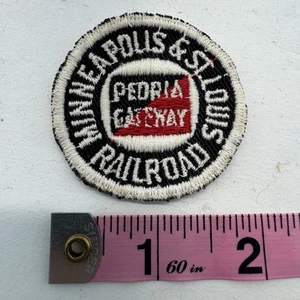 MINNEAPOLIS & ST. LOUIS
RAILROAD
PEORIA
GATEWAY
1 60 in 2